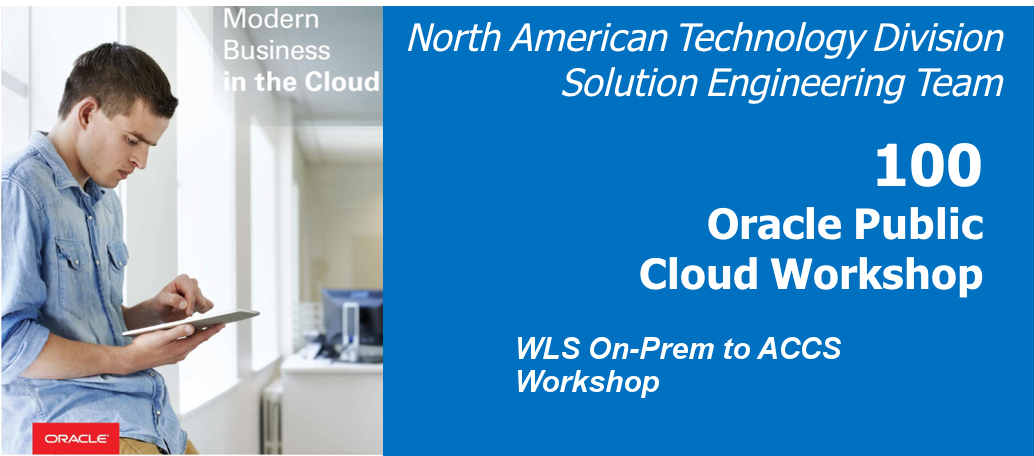 Modern
Business
in the Cloud
ORACLE
North American Technology Division
Solution Engineering Team
100
Oracle Public
Cloud Workshop
WLS On-Prem to ACCS
Workshop